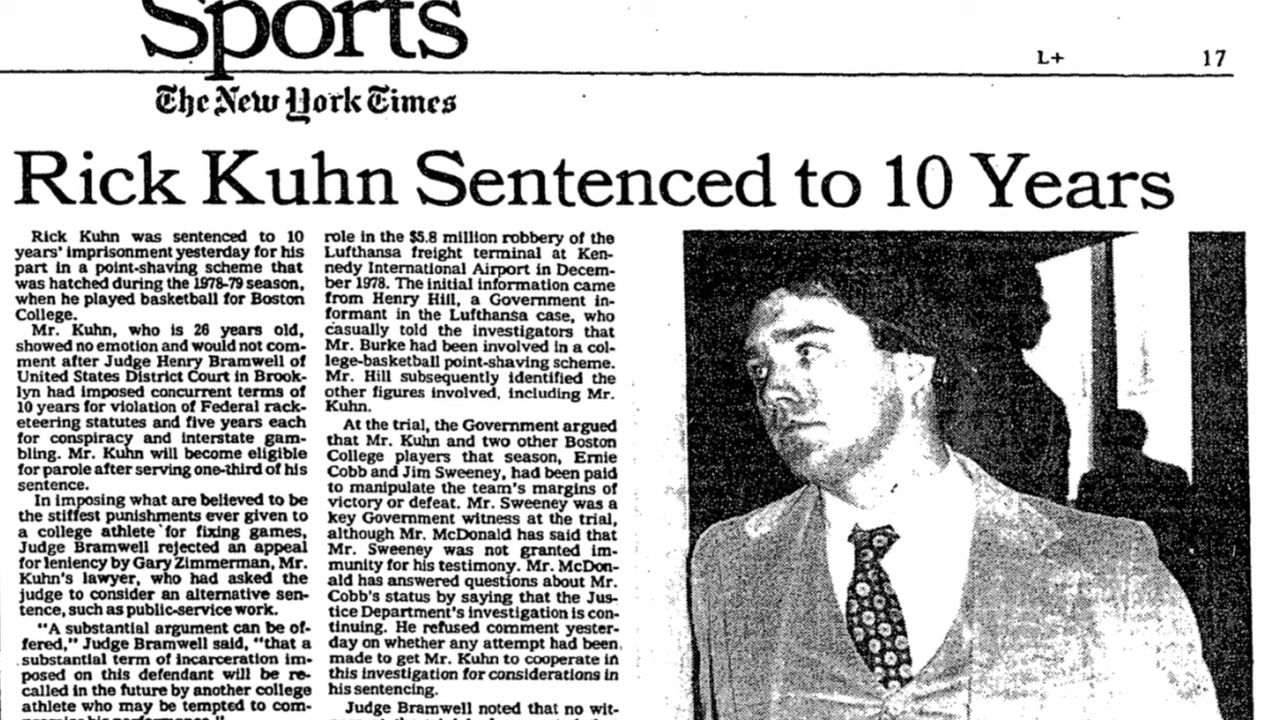 Sports
L+ 17
The New York Times
Rick Kuhn Sentenced to 10 Years
Rick Kuhn was sentenced to 10
years' imprisonment yesterday for his
part in a point-shaving scheme that
was hatched during the 1978-79 season,
when he played basketball for Boston
College.
Mr. Kuhn, who is 26 years old,
showed no emotion and would not com-
ment after Judge Henry Bramwell of
United States District Court in Brook-
lyn had imposed concurrent terms of
10 years for violation of Federal rack-
eteering statutes and five years each
for conspiracy and interstate gam-
bling. Mr. Kuhn will become eligible
for parole after serving one-third of his
sentence.
In imposing what are believed to be
the stiffest punishments ever given to
a college athlete for fixing games,
Judge Bramwell rejected an appeal
for leniency by Gary Zimmerman, Mr.
Kuhn's lawyer, who had asked the
judge to consider an alternative sen-
tence, such as public-service work.
"A substantial argument can be of-
fered," Judge Bramwell said, "that a
substantial term of incarceration im-
posed on this defendant will be re-
called in the future by another college
athlete who may be tempted to com-
role in the $5.8 million robbery of the
Lufthansa freight terminal at Ken-
nedy International Airport in Decem-
ber 1978. The initial information came
from Henry Hill, a Government in-
formant in the Lufthansa case, who
casually told the investigators that
Mr. Burke had been involved in a col-
lege-basketball point-shaving scheme.
Mr. Hill subsequently identified the
other figures involved, including Mr.
Kuhn.
At the trial, the Government argued
that Mr. Kuhn and two other Boston
College players that season, Ernie
Cobb and Jim Sweeney, had been paid
to manipulate the team's margins of
victory or defeat. Mr. Sweeney was a
key Government witness at the trial,
although Mr. McDonald has said that
Mr. Sweeney was not granted im-
munity for his testimony. Mr. McDon-
ald has answered questions about Mr.
Cobb's status by saying that the Jus-
tice Department's investigation is con-
tinuing. He refused comment yester-
day on whether any attempt had been
made to get Mr. Kuhn to cooperate in
this investigation for considerations in
his sentencing.
Judge Bramwell noted that no wit-